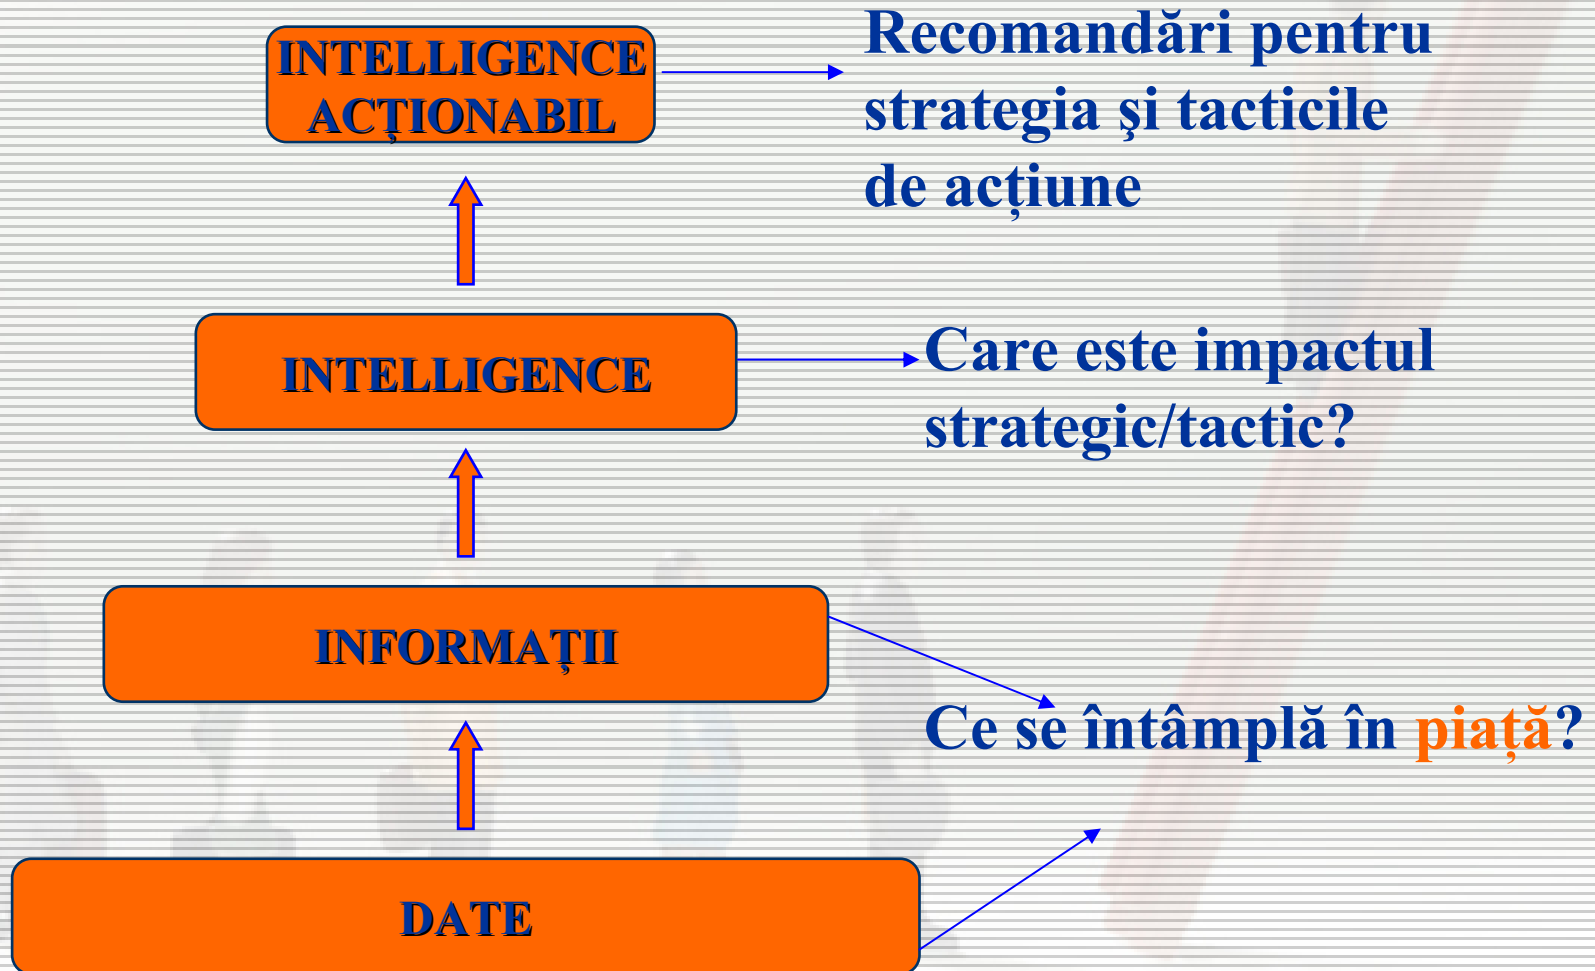 INTELLIGENCE
ACȚIONABIL
Recomandări pentru
strategia şi tacticile
de acțiune
INTELLIGENCE
Care este impactul
strategic/tactic?
INFORMAȚII
Ce se întâmplă în piață?
DATE